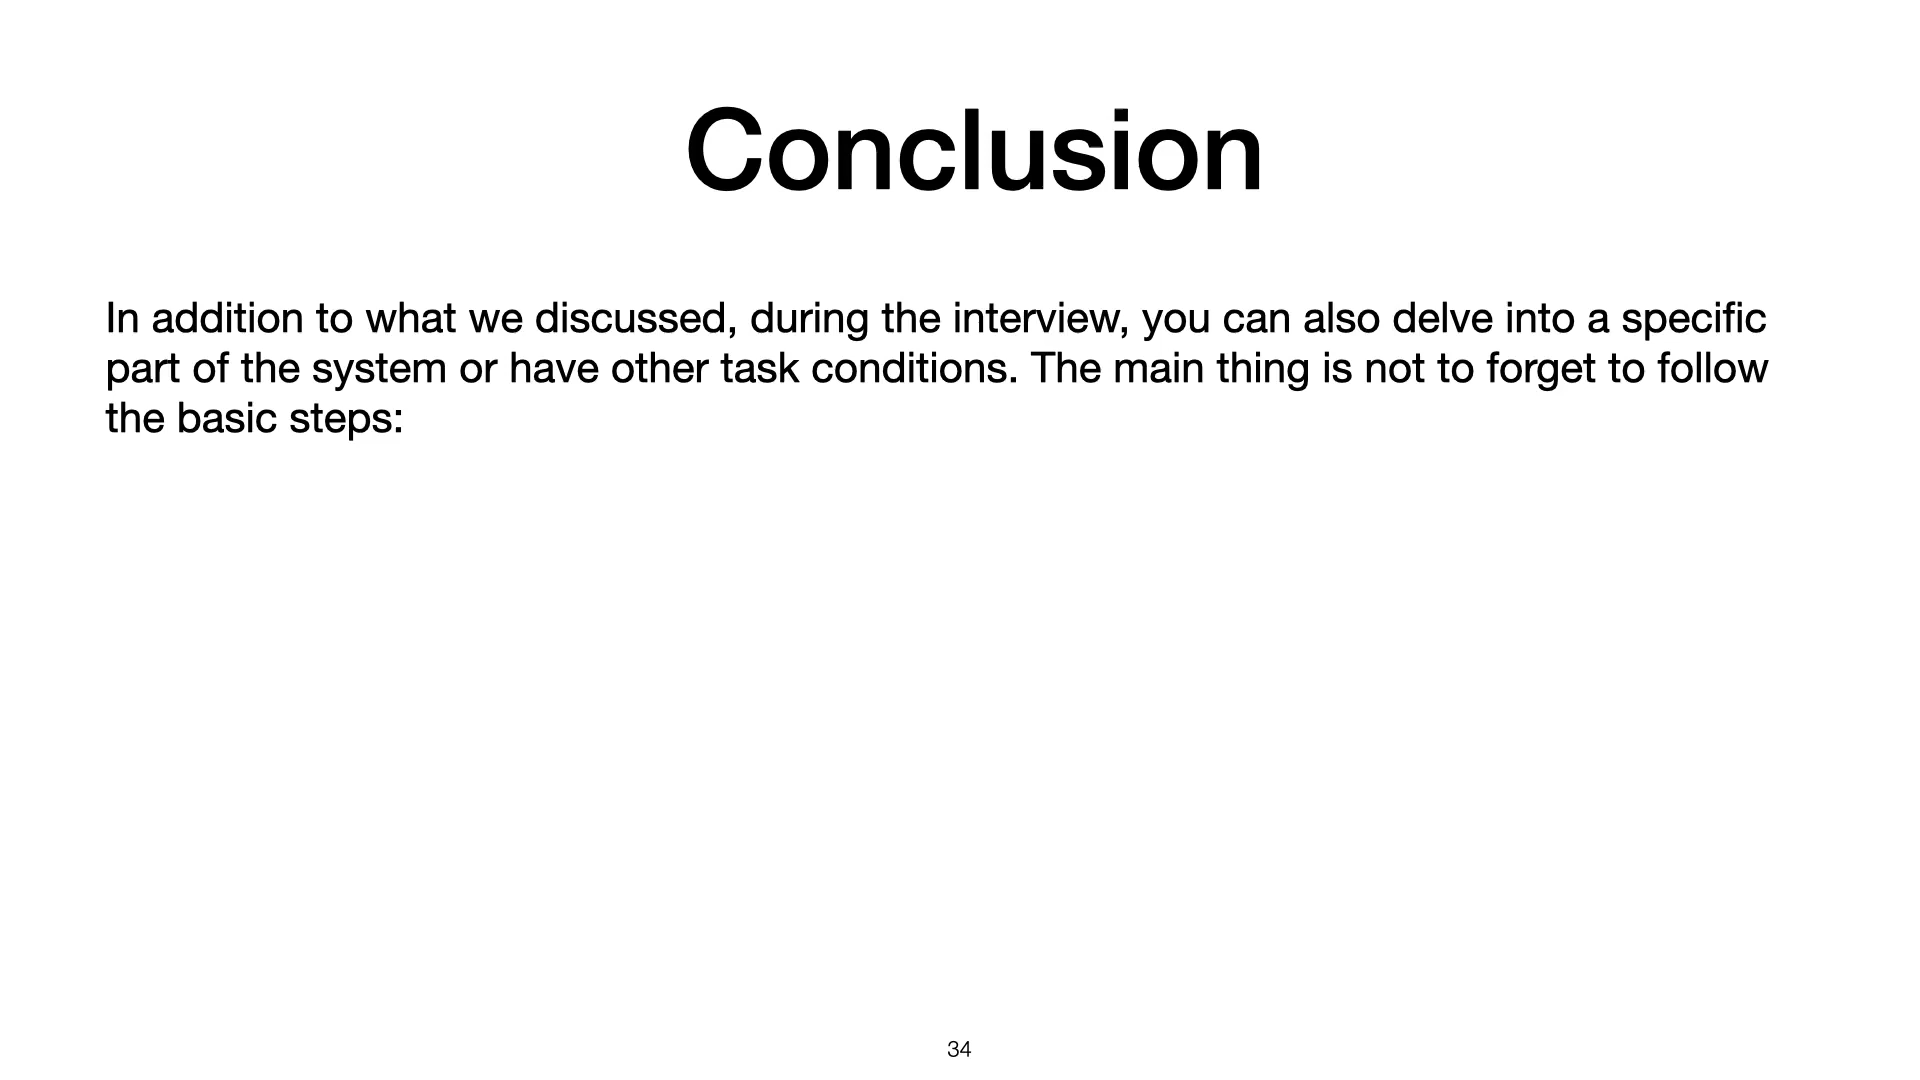 Conclusion
In addition to what we discussed, during the interview, you can also delve into a specific
part of the system or have other task conditions. The main thing is not to forget to follow
the basic steps:
34